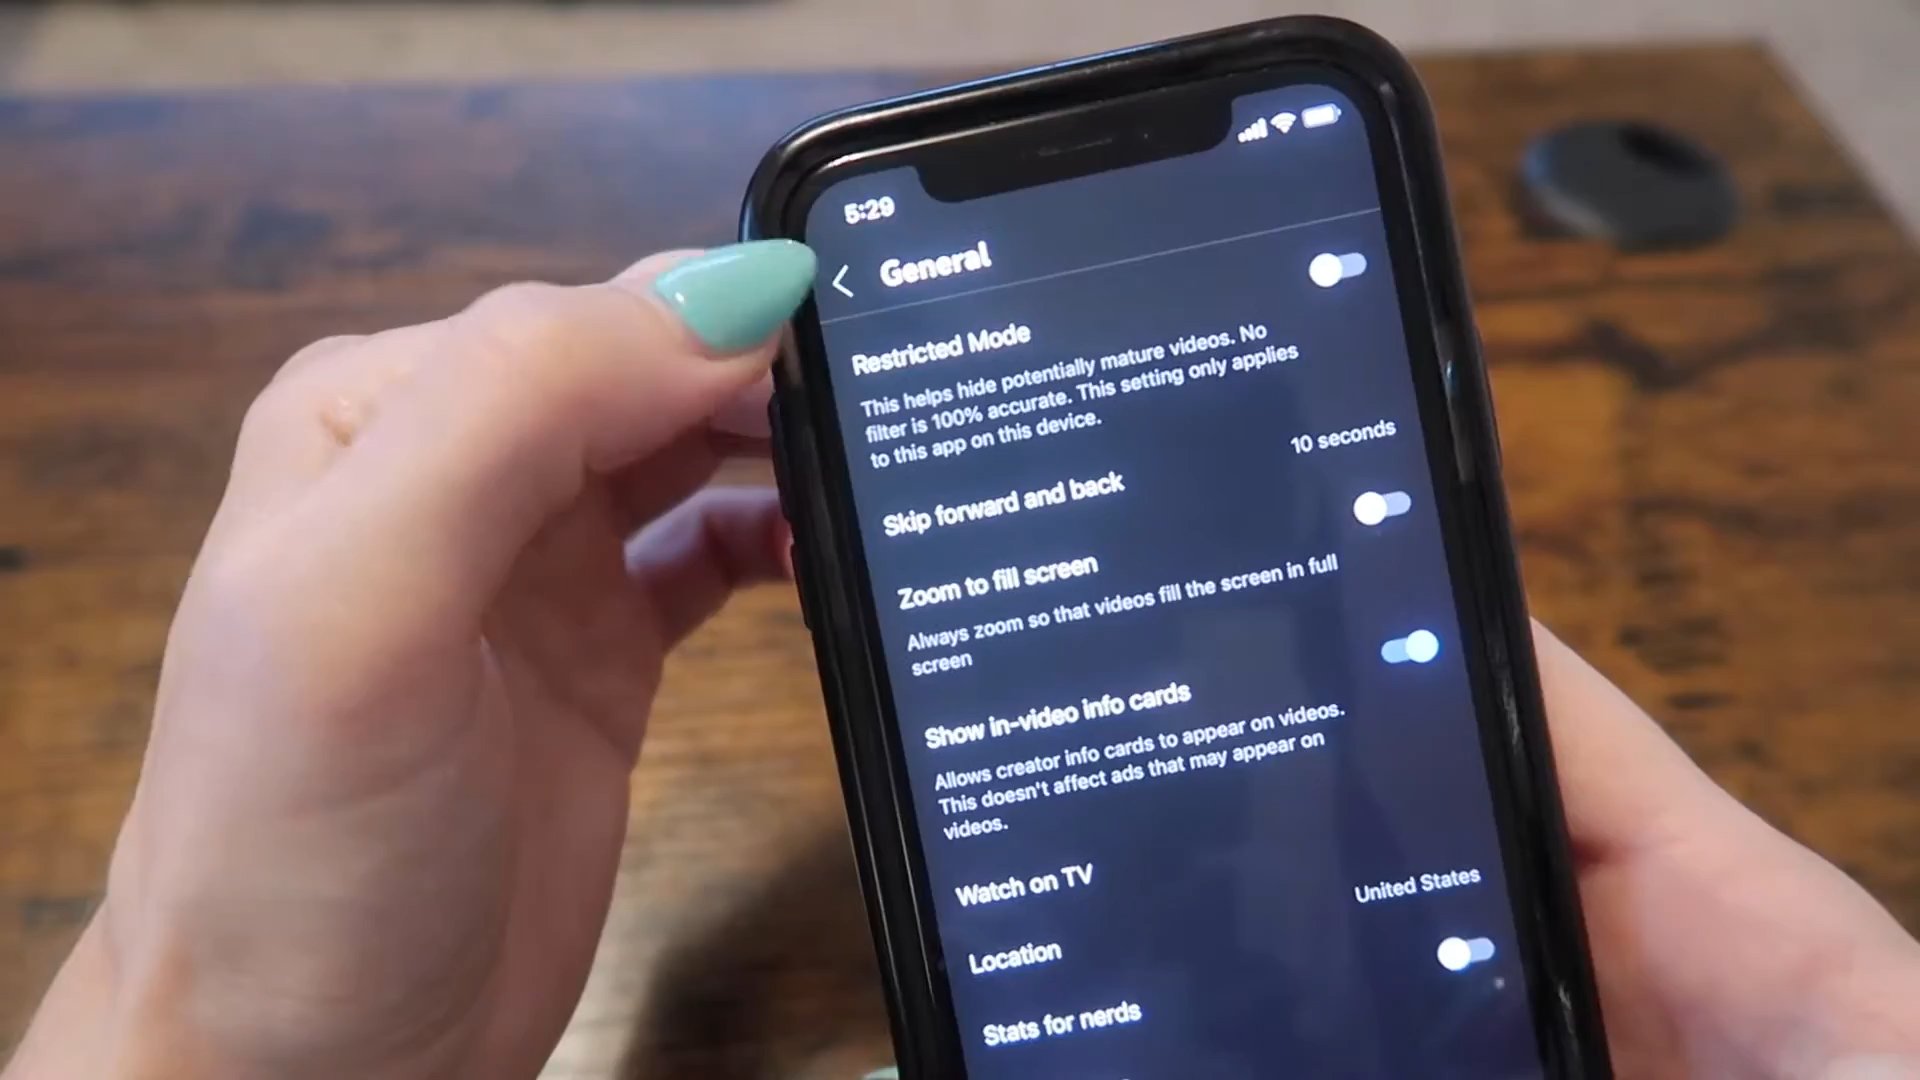 5:29
General
Restricted Mode
This helps hide potentially mature videos. No
filter is 100% accurate. This setting only applies
to this app on this device.
Skip forward and back
10 seconds
Zoom to fill screen
Always zoom so that videos fill the screen in full
screen
Show in-video info cards
Allows creator info cards to appear on videos.
This doesn't affect ads that may appear on
videos.
Watch on TV
Location
United States
Stats for nerds